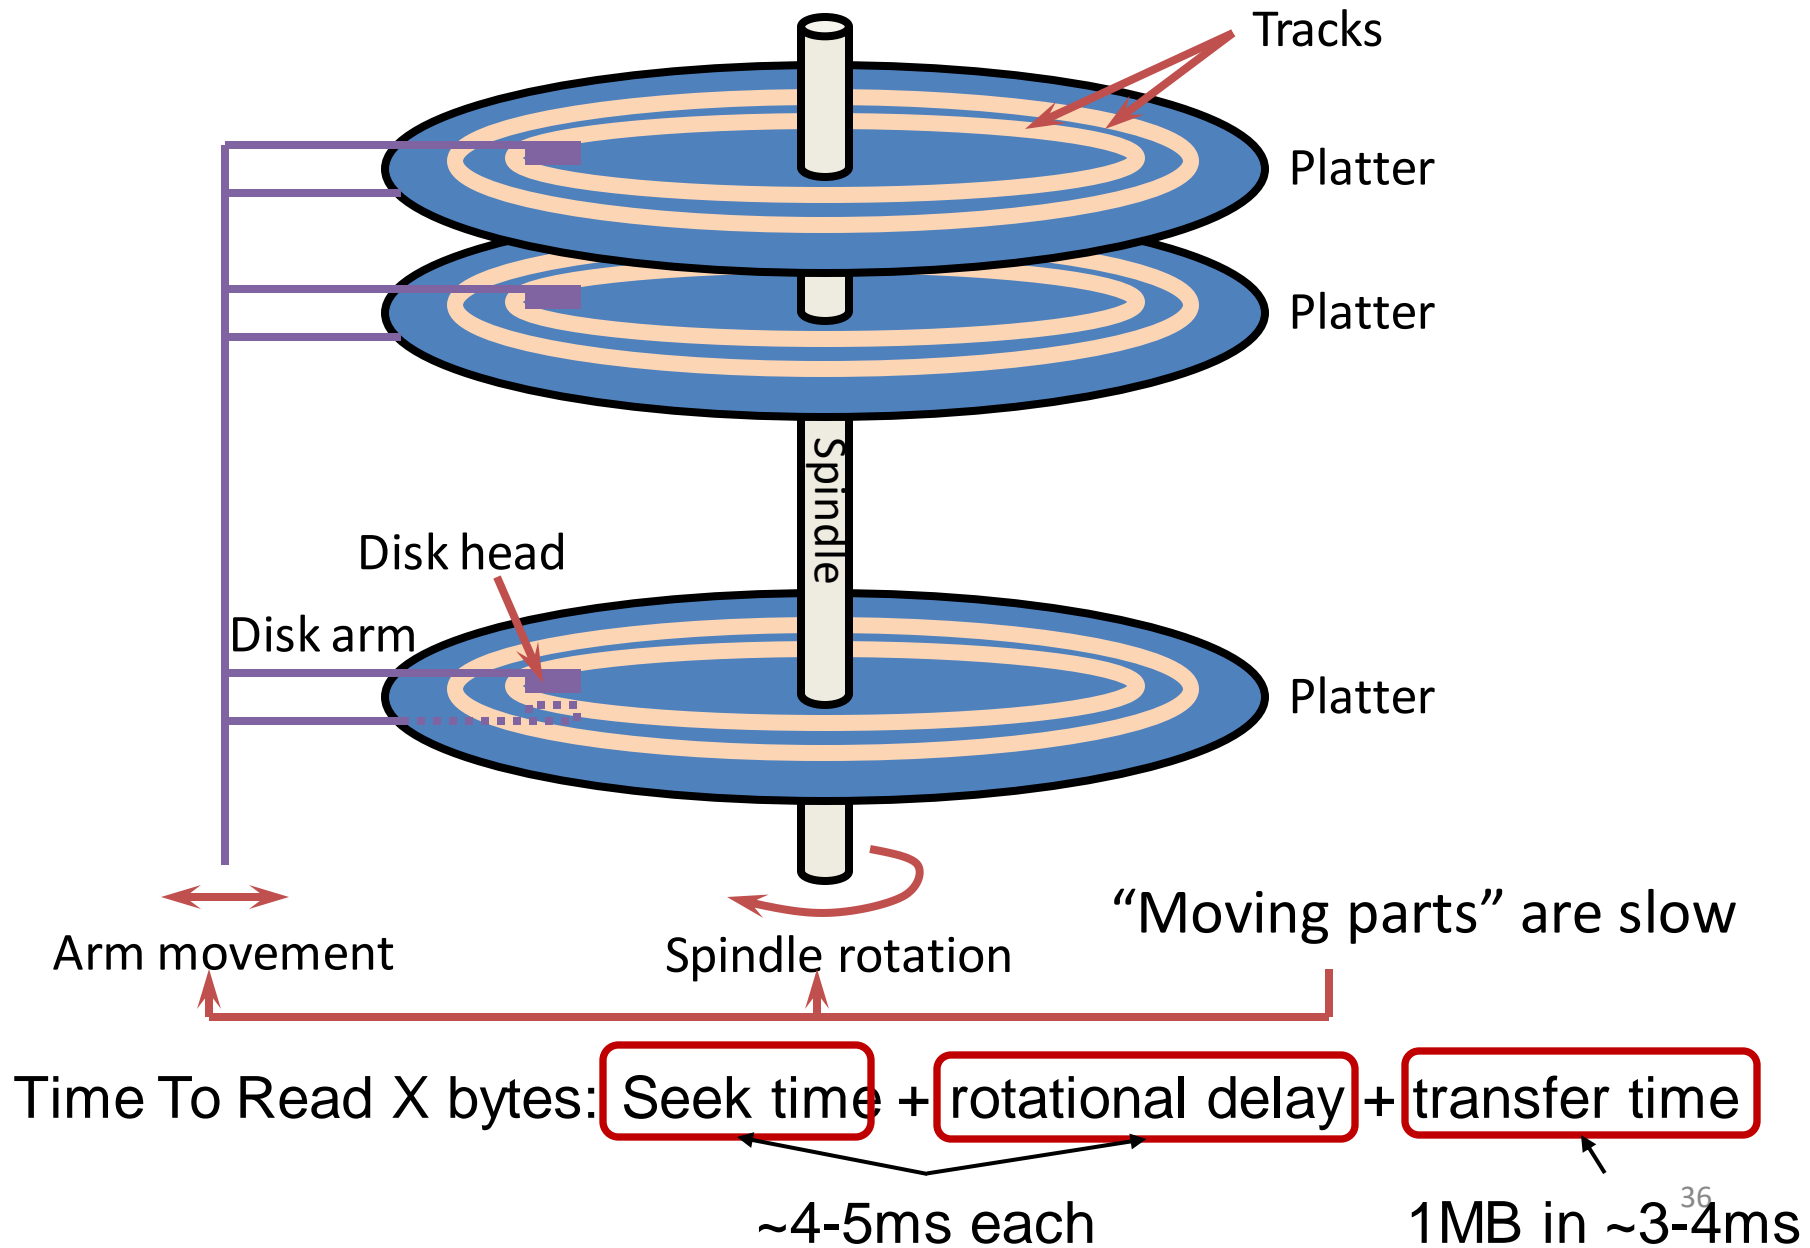 Tracks
Platter
Platter
Spindle
Disk head
Disk arm
Platter
“Moving parts” are slow
Arm movement
Spindle rotation
Time To Read X bytes: Seek time + rotational delay + transfer time
36
~4-5ms each
1MB in ~3-4ms